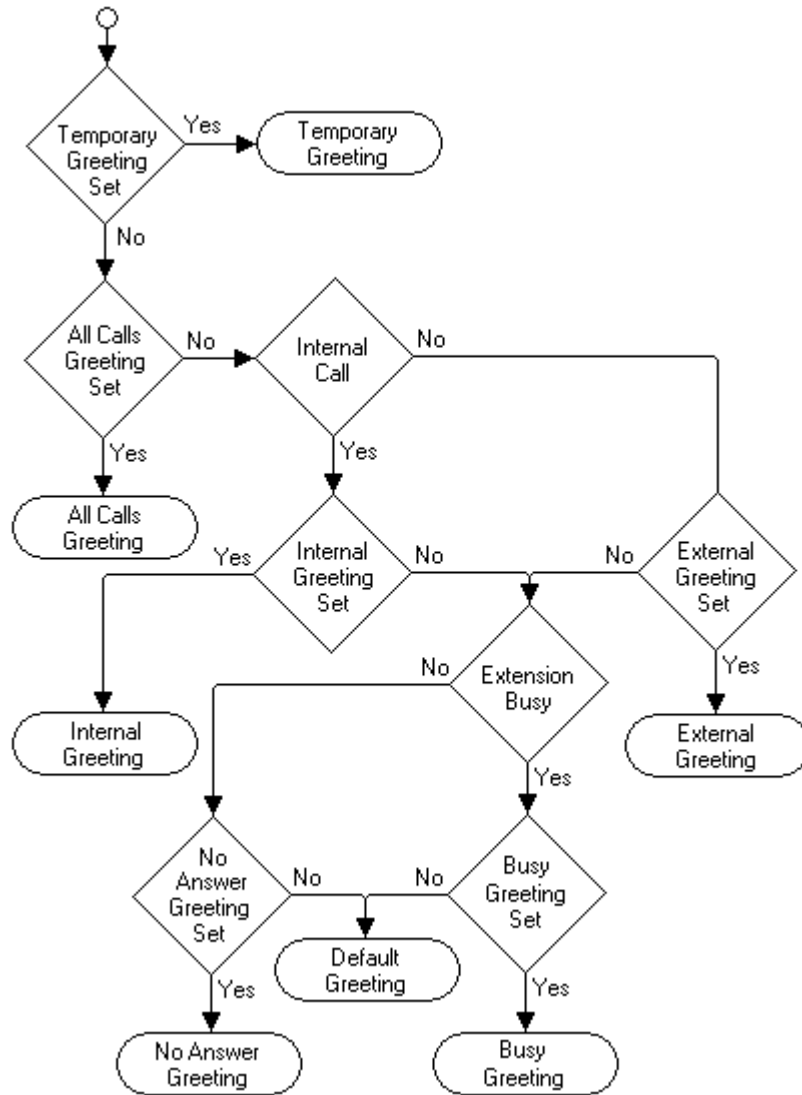 Temporary
Greeting
Set
Yes
Temporary
Greeting
No
All Calls
Greeting
Set
No
Internal
Call
No
Yes
All Calls
Greeting
Yes
Yes
Internal
Greeting
Set
No
No
External
Greeting
Set
Yes
Internal
Greeting
No
Extension
Busy
Yes
External
Greeting
Yes
No
Answer
Greeting
Set
No
No
Busy
Greeting
Set
Default
Greeting
Yes
Yes
No Answer
Greeting
Busy
Greeting